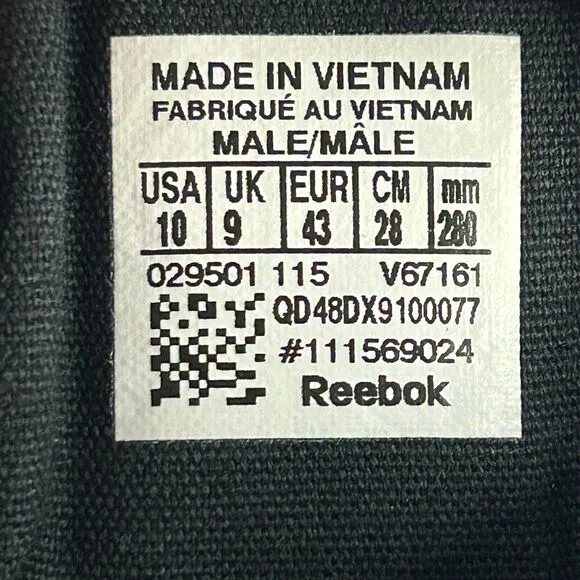 MADE IN VIETNAM
FABRIQUÉ AU VIETNAM
MALE/MÂLE
USA UK EUR CM mm
10 9 43 28 280
029501 115 V67161
QD48DX9100077
#111569024
Reebok